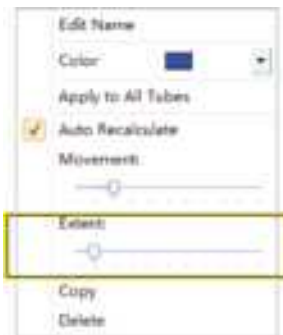 Edit Name
Color
Apply to All Tubes
Auto Recalculate
Movement:
Extent:
Copy
Delete